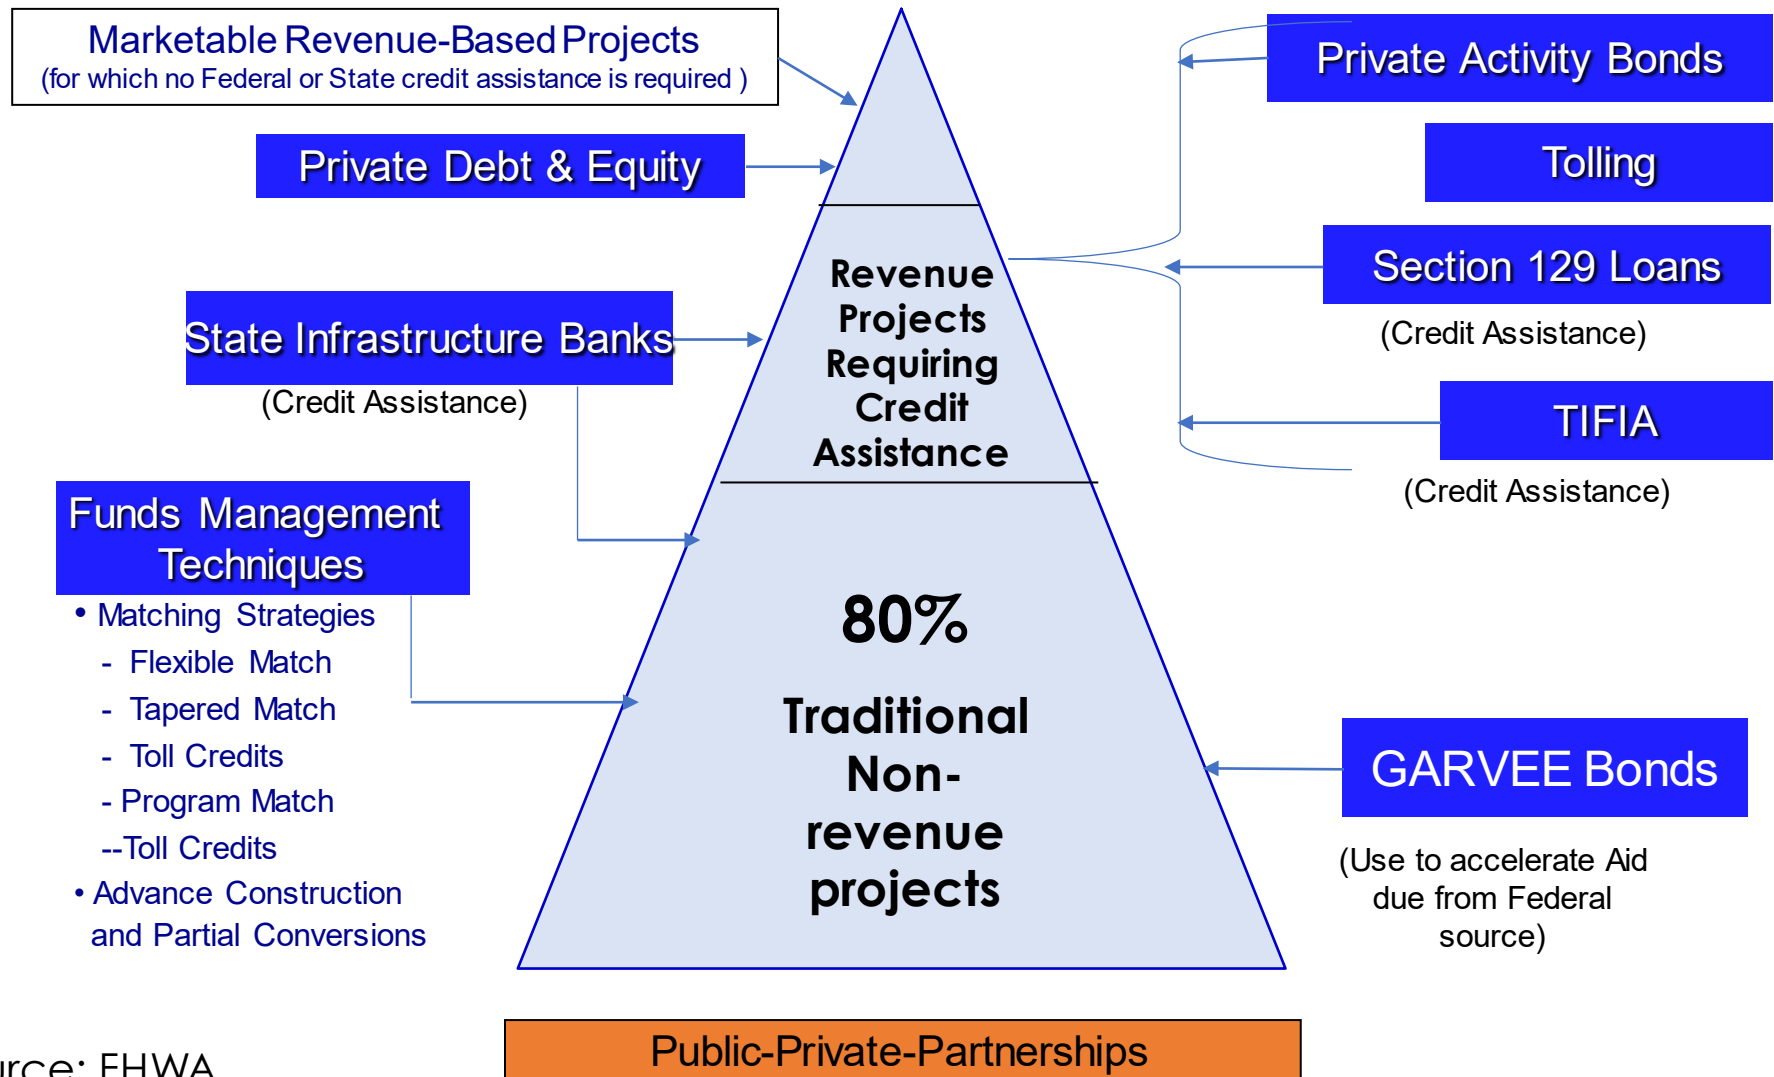 Marketable Revenue-Based Projects
(for which no Federal or State credit assistance is required )
Private Debt & Equity
State Infrastructure Banks
(Credit Assistance)
Funds Management
Techniques
• Matching Strategies
- Flexible Match
- Tapered Match
- Toll Credits
- Program Match
--Toll Credits
• Advance Construction
and Partial Conversions
Revenue
Projects
Requiring
Credit
Assistance
80%
Traditional
Non-
revenue
projects
Private Activity Bonds
Tolling
Section 129 Loans
(Credit Assistance)
TIFIA
(Credit Assistance)
GARVEE Bonds
(Use to accelerate Aid
due from Federal
source)
Public-Private-Partnerships
urce: FHWA